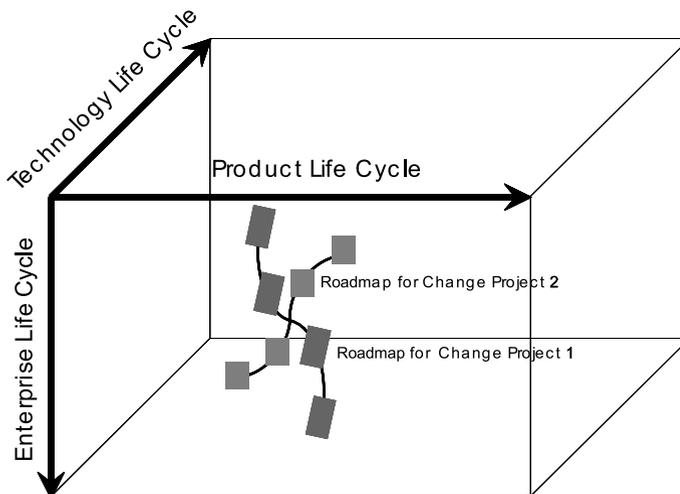 Technology Life Cycle
Product Life Cycle
Enterprise Life Cycle
Roadmap for Change Project 2
Roadmap for Change Project 1